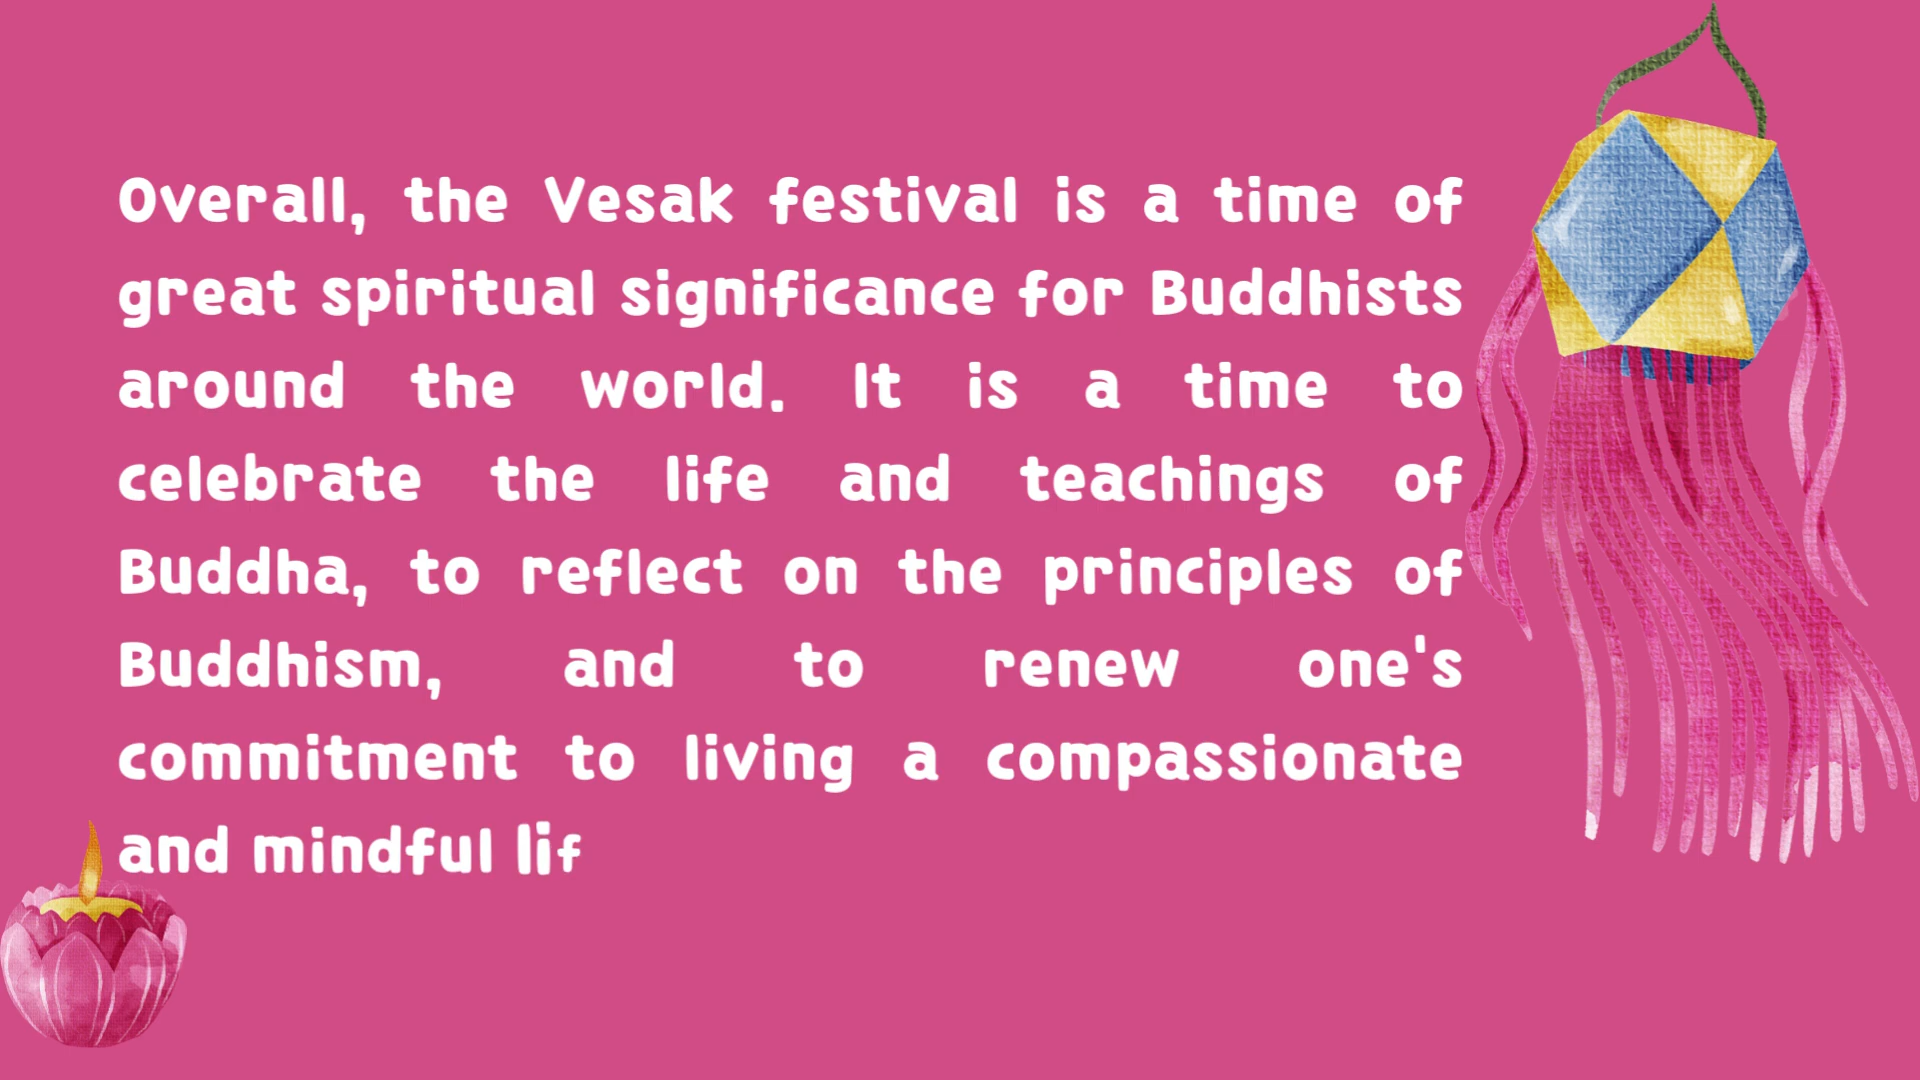 Overall, the Vesak festival is a time of
great spiritual significance for Buddhists
around the world. It is a time to
celebrate the life and teachings of
Buddha, to reflect on the principles of
Buddhism, and to renew one's
commitment to living a compassionate
and mindful lif